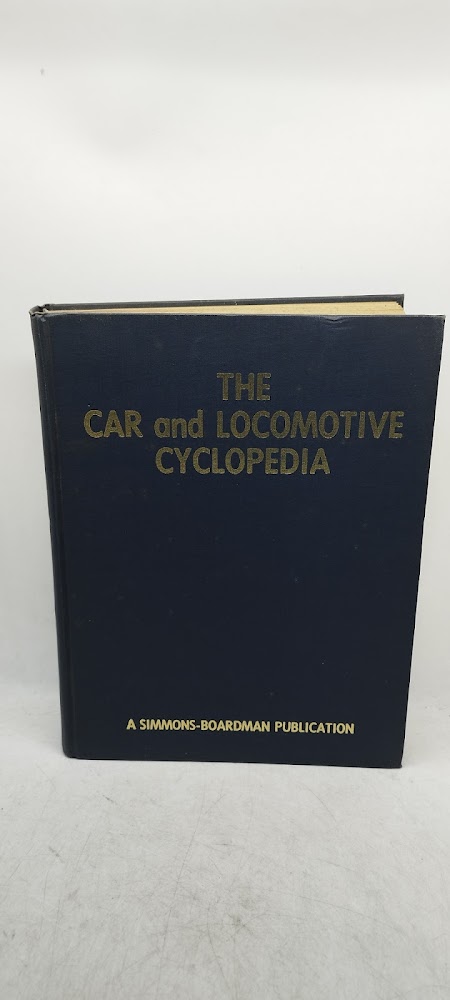 THE
CAR and LOCOMOTIVE
CYCLOPEDIA
A SIMMONS-BOARDMAN PUBLICATION